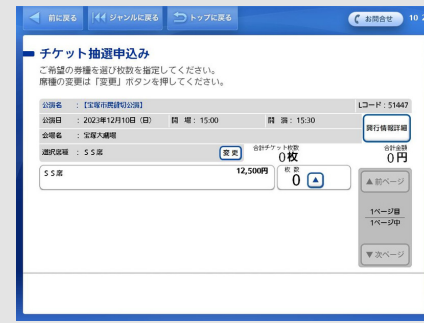 前に戻る ジャンルに戻る トップに戻る お問合せ 10
チケット抽選申込み
ご希望の券種を選び枚数を指定してください。
席種の変更は「変更」ボタンを押してください。
公演名 : 【宝塚市民貸切公演】 Lコード : 51447
公演日 : 2023年12月10日 (日) 開 場 : 15:00 開 演 : 15:30
興行情報詳細
会場名 : 宝塚大劇場
選択席種 : SS席 変更 合計チケット枚数 0枚 合計金額 0円
SS席 12,500円 枚数 0 ▲
▲前ページ
1ページ目
1ページ中
▼次ページ